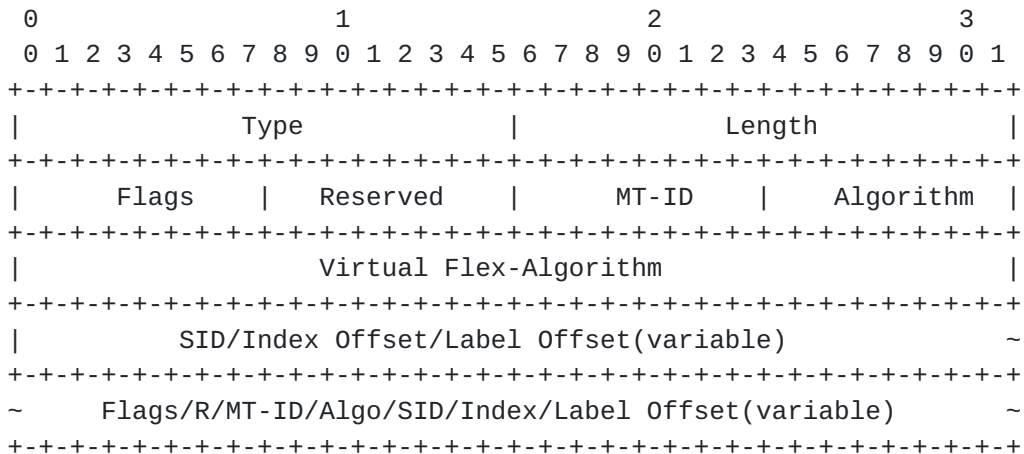 0                   1                   2                   3
 0 1 2 3 4 5 6 7 8 9 0 1 2 3 4 5 6 7 8 9 0 1 2 3 4 5 6 7 8 9 0 1
+-+-+-+-+-+-+-+-+-+-+-+-+-+-+-+-+-+-+-+-+-+-+-+-+-+-+-+-+-+-+-+-+
|              Type             |             Length            |
+-+-+-+-+-+-+-+-+-+-+-+-+-+-+-+-+-+-+-+-+-+-+-+-+-+-+-+-+-+-+-+-+
|      Flags    |   Reserved    |      MT-ID    |    Algorithm  |
+-+-+-+-+-+-+-+-+-+-+-+-+-+-+-+-+-+-+-+-+-+-+-+-+-+-+-+-+-+-+-+-+
|                   Virtual Flex-Algorithm                      |
+-+-+-+-+-+-+-+-+-+-+-+-+-+-+-+-+-+-+-+-+-+-+-+-+-+-+-+-+-+-+-+-+
|          SID/Index Offset/Label Offset(variable)              ~
+-+-+-+-+-+-+-+-+-+-+-+-+-+-+-+-+-+-+-+-+-+-+-+-+-+-+-+-+-+-+-+-+
~     Flags/R/MT-ID/Algo/SID/Index/Label Offset(variable)       ~
+-+-+-+-+-+-+-+-+-+-+-+-+-+-+-+-+-+-+-+-+-+-+-+-+-+-+-+-+-+-+-+-+